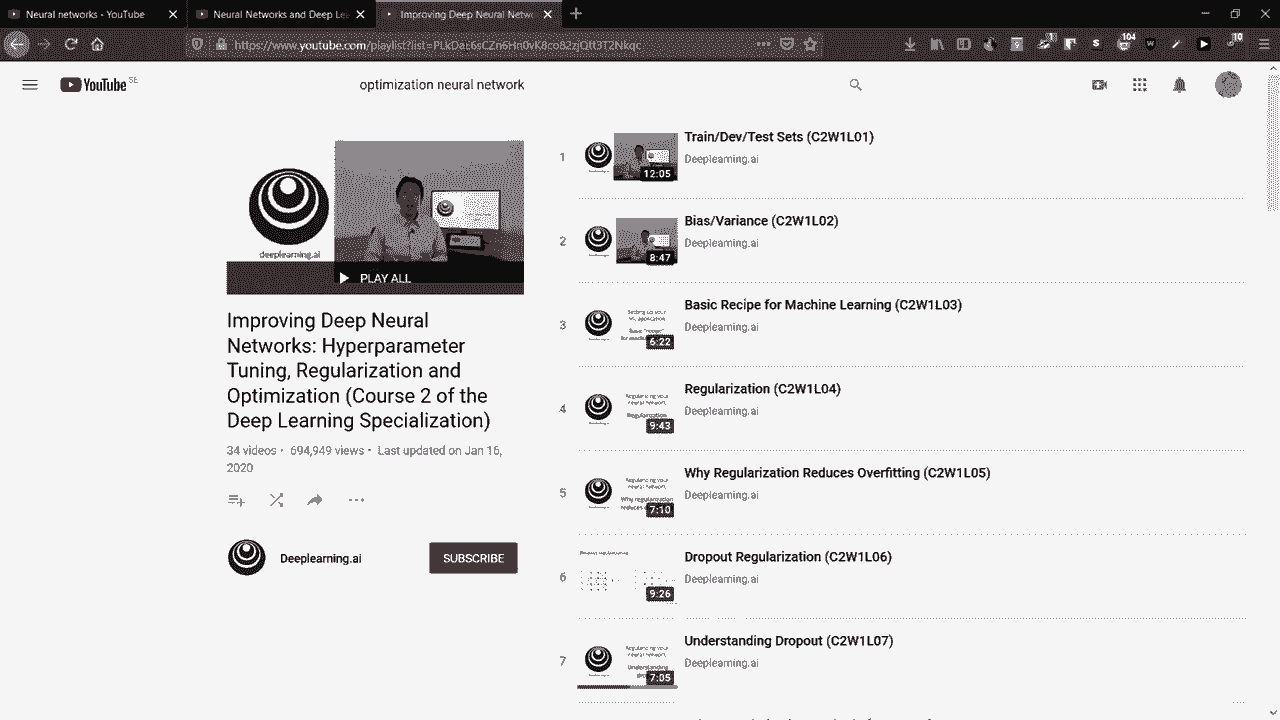 Neural networks - YouTube
Neural Networks and Deep Le
Improving Deep Neural Netwo
https://www.youtube.com/playlist?list=PLkDae6sCZn6Hn0vK8co82zjQtt3T2Nkqc
1
104
10
YouTube SE
optimization neural network
deeplearning.ai
PLAY ALL
Improving Deep Neural
Networks: Hyperparameter
Tuning, Regularization and
Optimization (Course 2 of the
Deep Learning Specialization)
34 videos • 694,949 views • Last updated on Jan 16,
2020
Deeplearning.ai
SUBSCRIBE
1
12:05
Train/Dev/Test Sets (C2W1L01)
Deeplearning.ai
2
8:47
Bias/Variance (C2W1L02)
Deeplearning.ai
3
6:22
Basic Recipe for Machine Learning (C2W1L03)
Deeplearning.ai
4
Regularization
9:43
Regularization (C2W1L04)
Deeplearning.ai
5
7:10
Why Regularization Reduces Overfitting (C2W1L05)
Deeplearning.ai
6
9:26
Dropout Regularization (C2W1L06)
Deeplearning.ai
7
7:05
Understanding Dropout (C2W1L07)
Deeplearning.ai